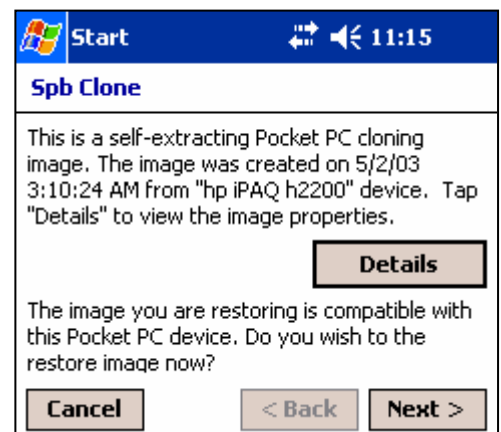 Start 11:15
Spb Clone
This is a self-extracting Pocket PC cloning
image. The image was created on 5/2/03
3:10:24 AM from "hp iPAQ h2200" device. Tap
"Details" to view the image properties.
Details
The image you are restoring is compatible with
this Pocket PC device. Do you wish to the
restore image now?
Cancel < Back Next >